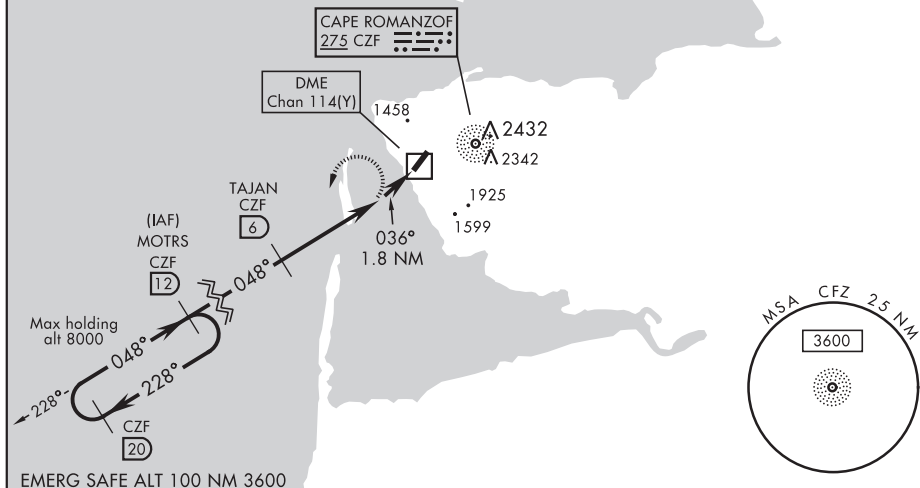 CAPE ROMANZOF
275 CZF
DME
Chan 114(Y)
1458
2432
2342
1925
1599
TAJAN
CZF
6
(IAF)
MOTRS
CZF
12
048°
036°
1.8 NM
Max holding
alt 8000
048°
228°
228°
CZF
20
EMERG SAFE ALT 100 NM 3600
MSA CFZ 25 NM
3600